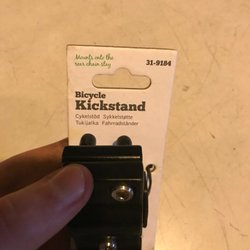 Mounts onto the
rear chain stay
31-9184
Bicycle
Kickstand
Cykelstöd Sykkelstøtte
Tukijalka Fahrradständer